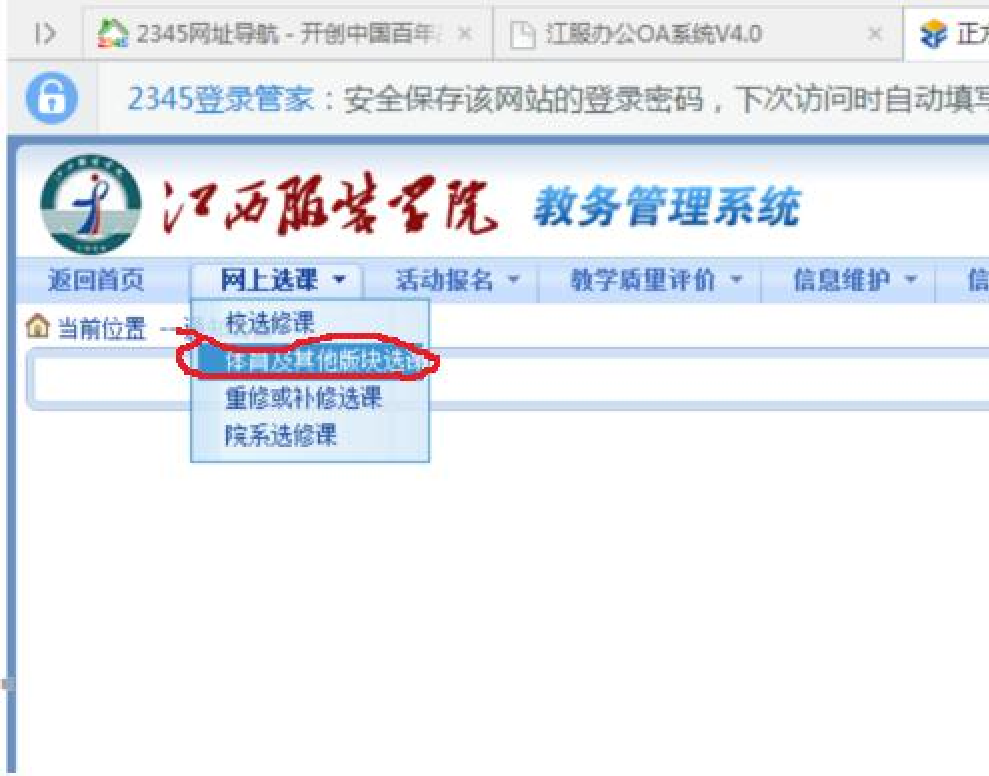 2345网址导航 - 开创中国百年
江服办公OA系统V4.0
正方
2345登录管家：安全保存该网站的登录密码，下次访问时自动填写
江西服装学院 教务管理系统
返回首页 网上选课 活动报名 教学质量评价 信息维护 信
当前位置 --
校选修课
体育及其他版块选课
重修或补修选课
院系选修课